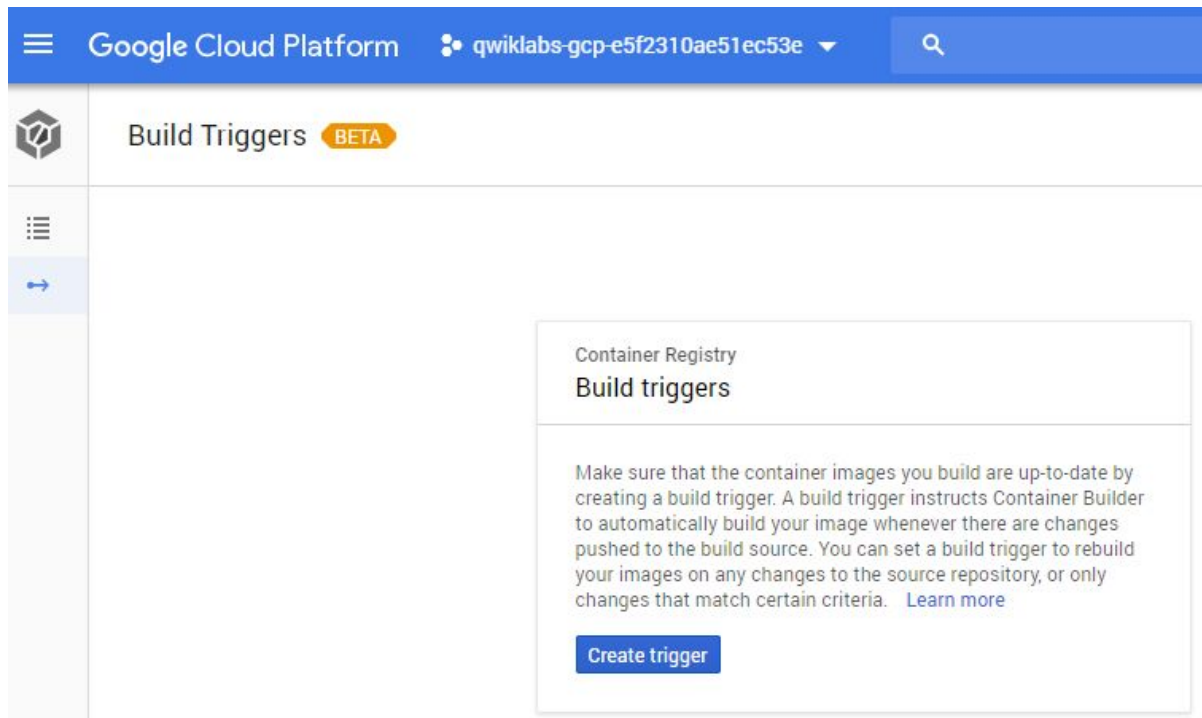 Google Cloud Platform
qwiklabs-gcp-e5f2310ae51ec53e
Build Triggers BETA
Container Registry
Build triggers
Make sure that the container images you build are up-to-date by
creating a build trigger. A build trigger instructs Container Builder
to automatically build your image whenever there are changes
pushed to the build source. You can set a build trigger to rebuild
your images on any changes to the source repository, or only
changes that match certain criteria. Learn more
Create trigger